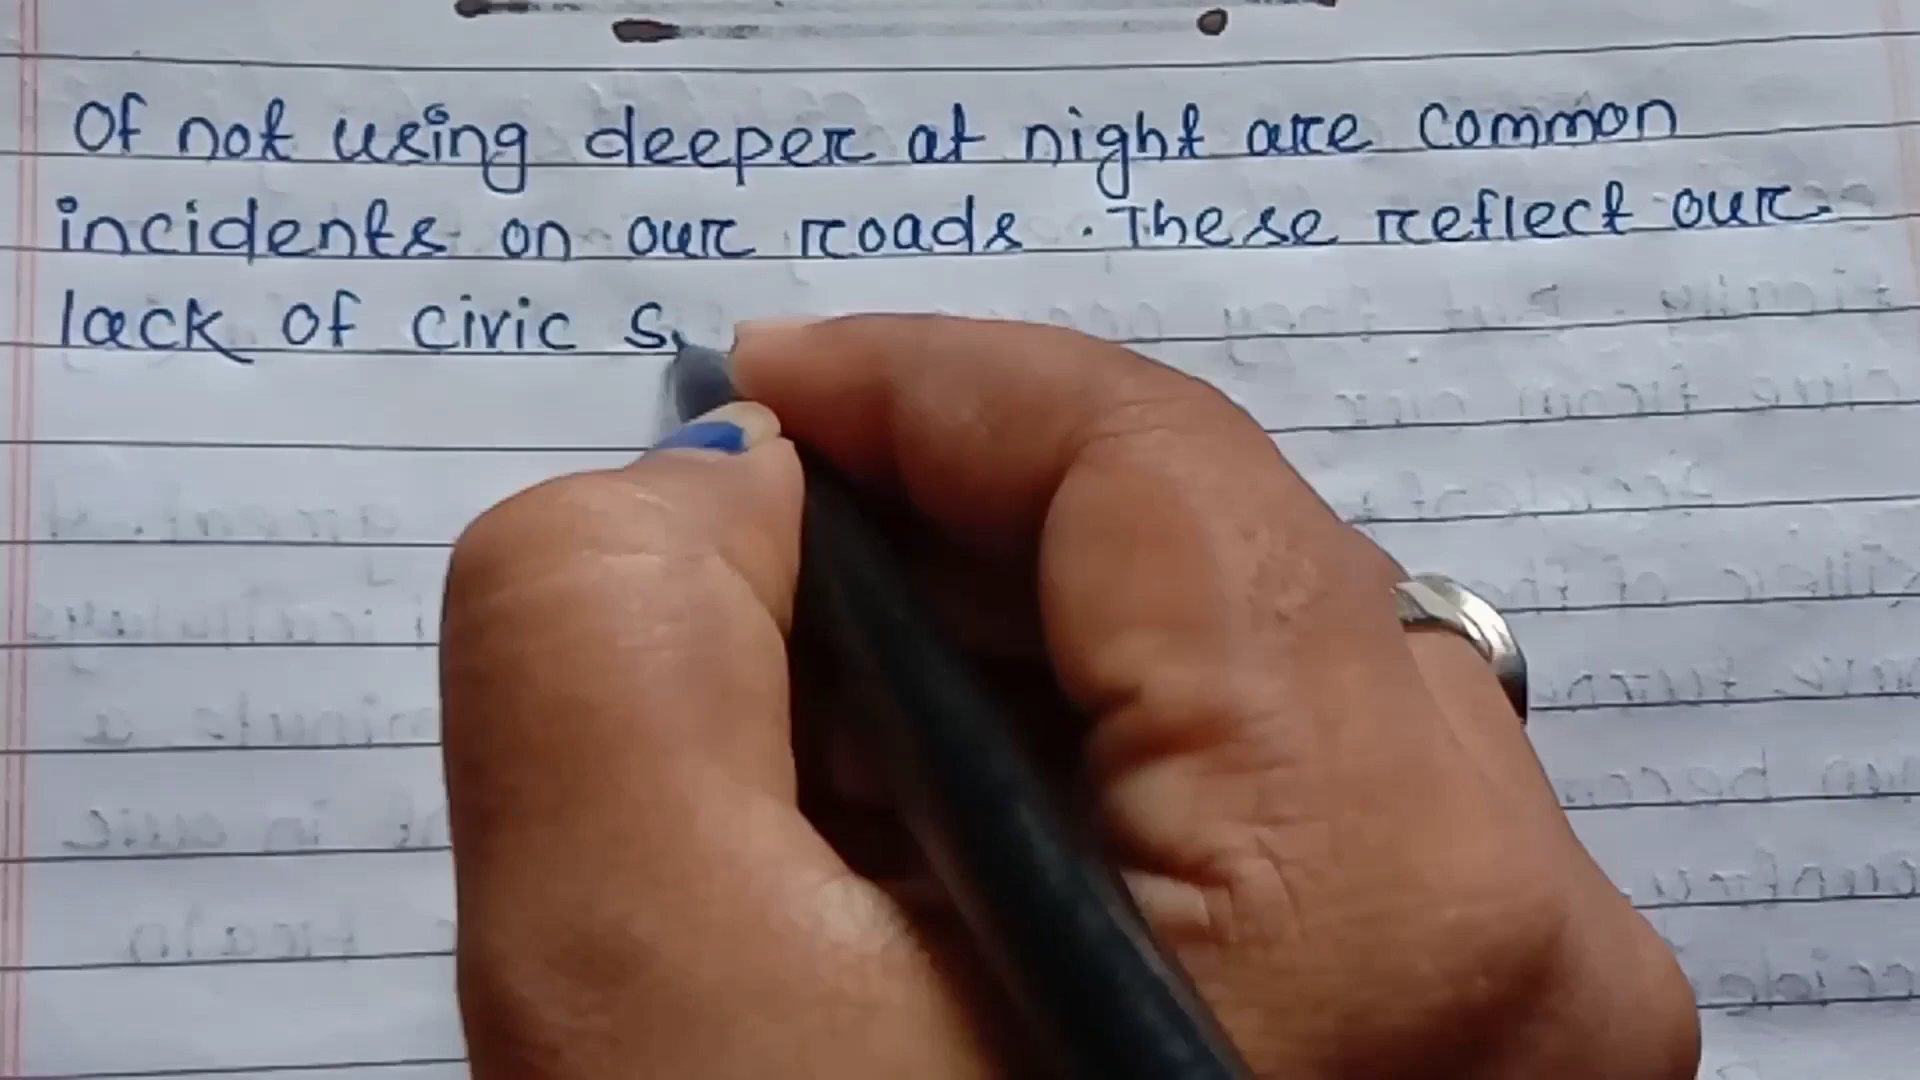 Of not using deeper at night are common
incidents on our roads. These reflect our
lack of civic s